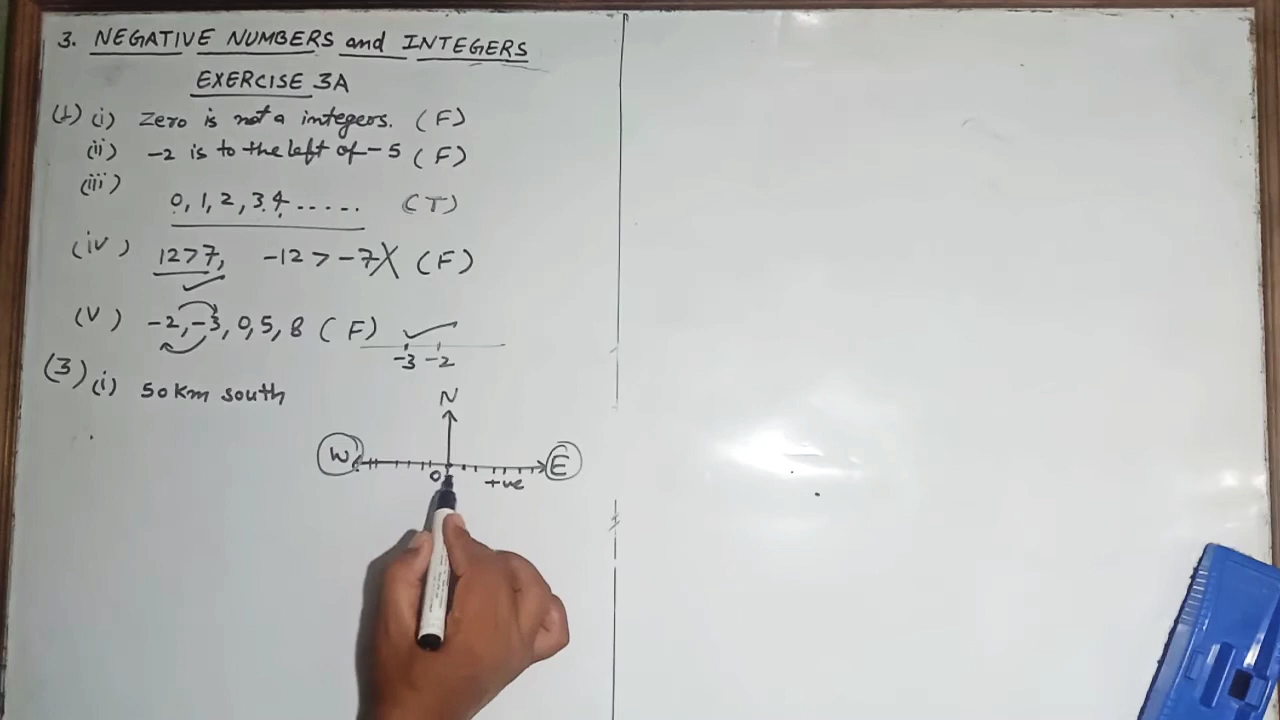 3. NEGATIVE NUMBERS and INTEGERS
EXERCISE 3A
(1) (i) Zero is not a integers. (F)
(ii) -2 is to the left of -5 (F)
(iii)
0, 1, 2, 3, 4, ..... (T)
(iv) 12 > 7, -12 > -7 X (F)
(v) -2, -3, 0, 5, 8 (F)
-3 -2
(3) (i) 50 km south
N
W E
0 +ve